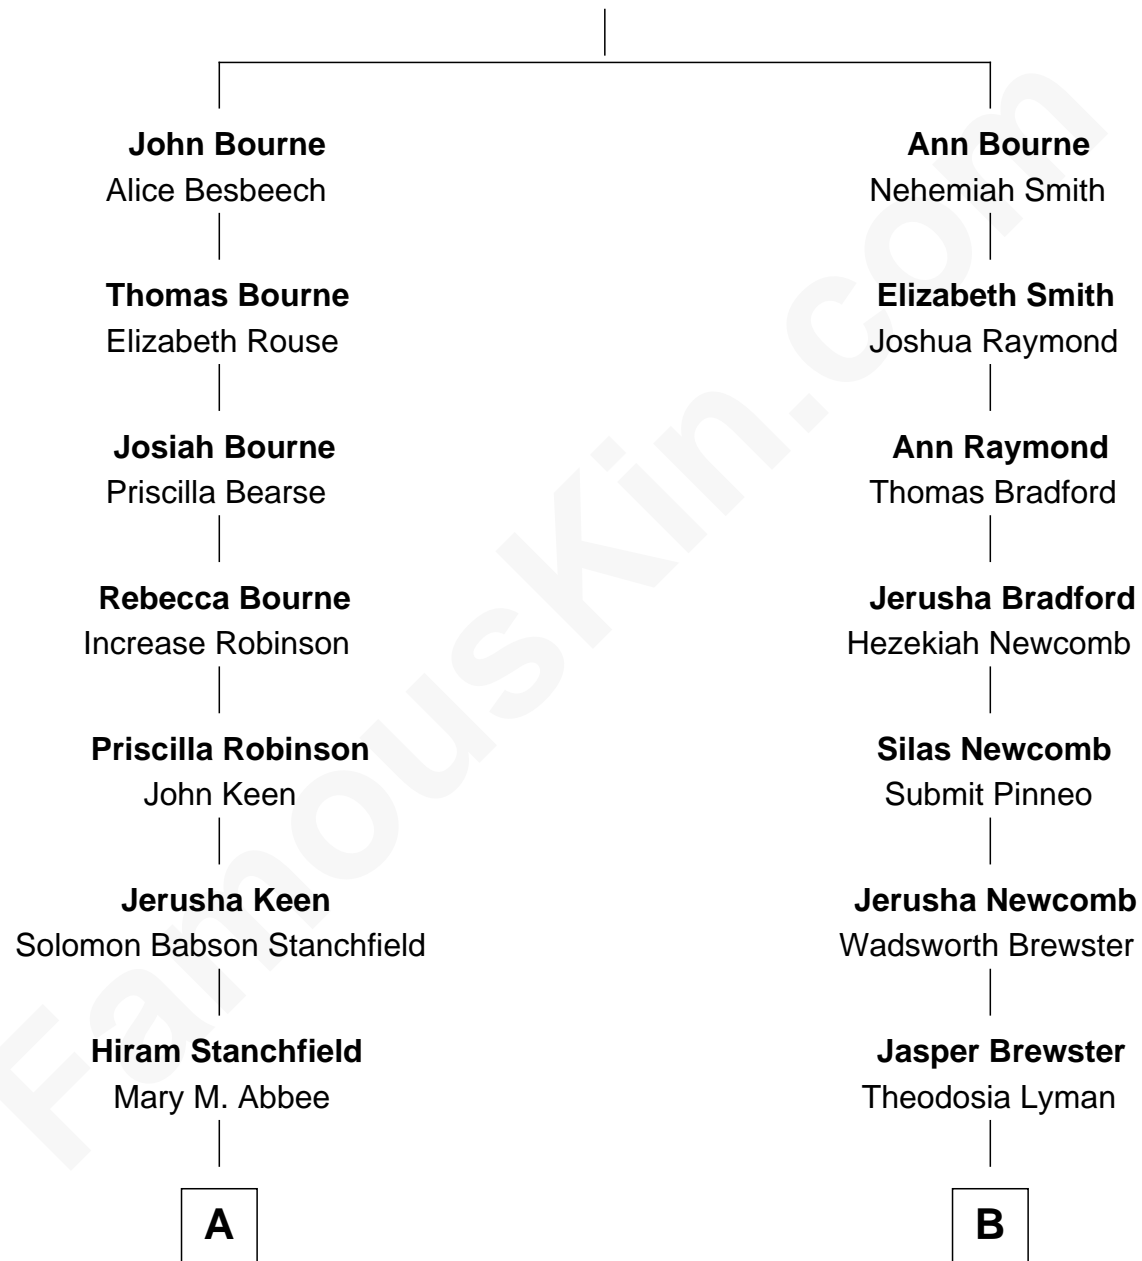 John Bourne
Alice Besbeech
Ann Bourne
Nehemiah Smith
Thomas Bourne
Elizabeth Rouse
Elizabeth Smith
Joshua Raymond
Josiah Bourne
Priscilla Bearse
Ann Raymond
Thomas Bradford
Rebecca Bourne
Increase Robinson
Jerusha Bradford
Hezekiah Newcomb
Priscilla Robinson
John Keen
Silas Newcomb
Submit Pinneo
Jerusha Keen
Solomon Babson Stanchfield
Jerusha Newcomb
Wadsworth Brewster
Hiram Stanchfield
Mary M. Abbee
Jasper Brewster
Theodosia Lyman
A
B
FamousKin.com